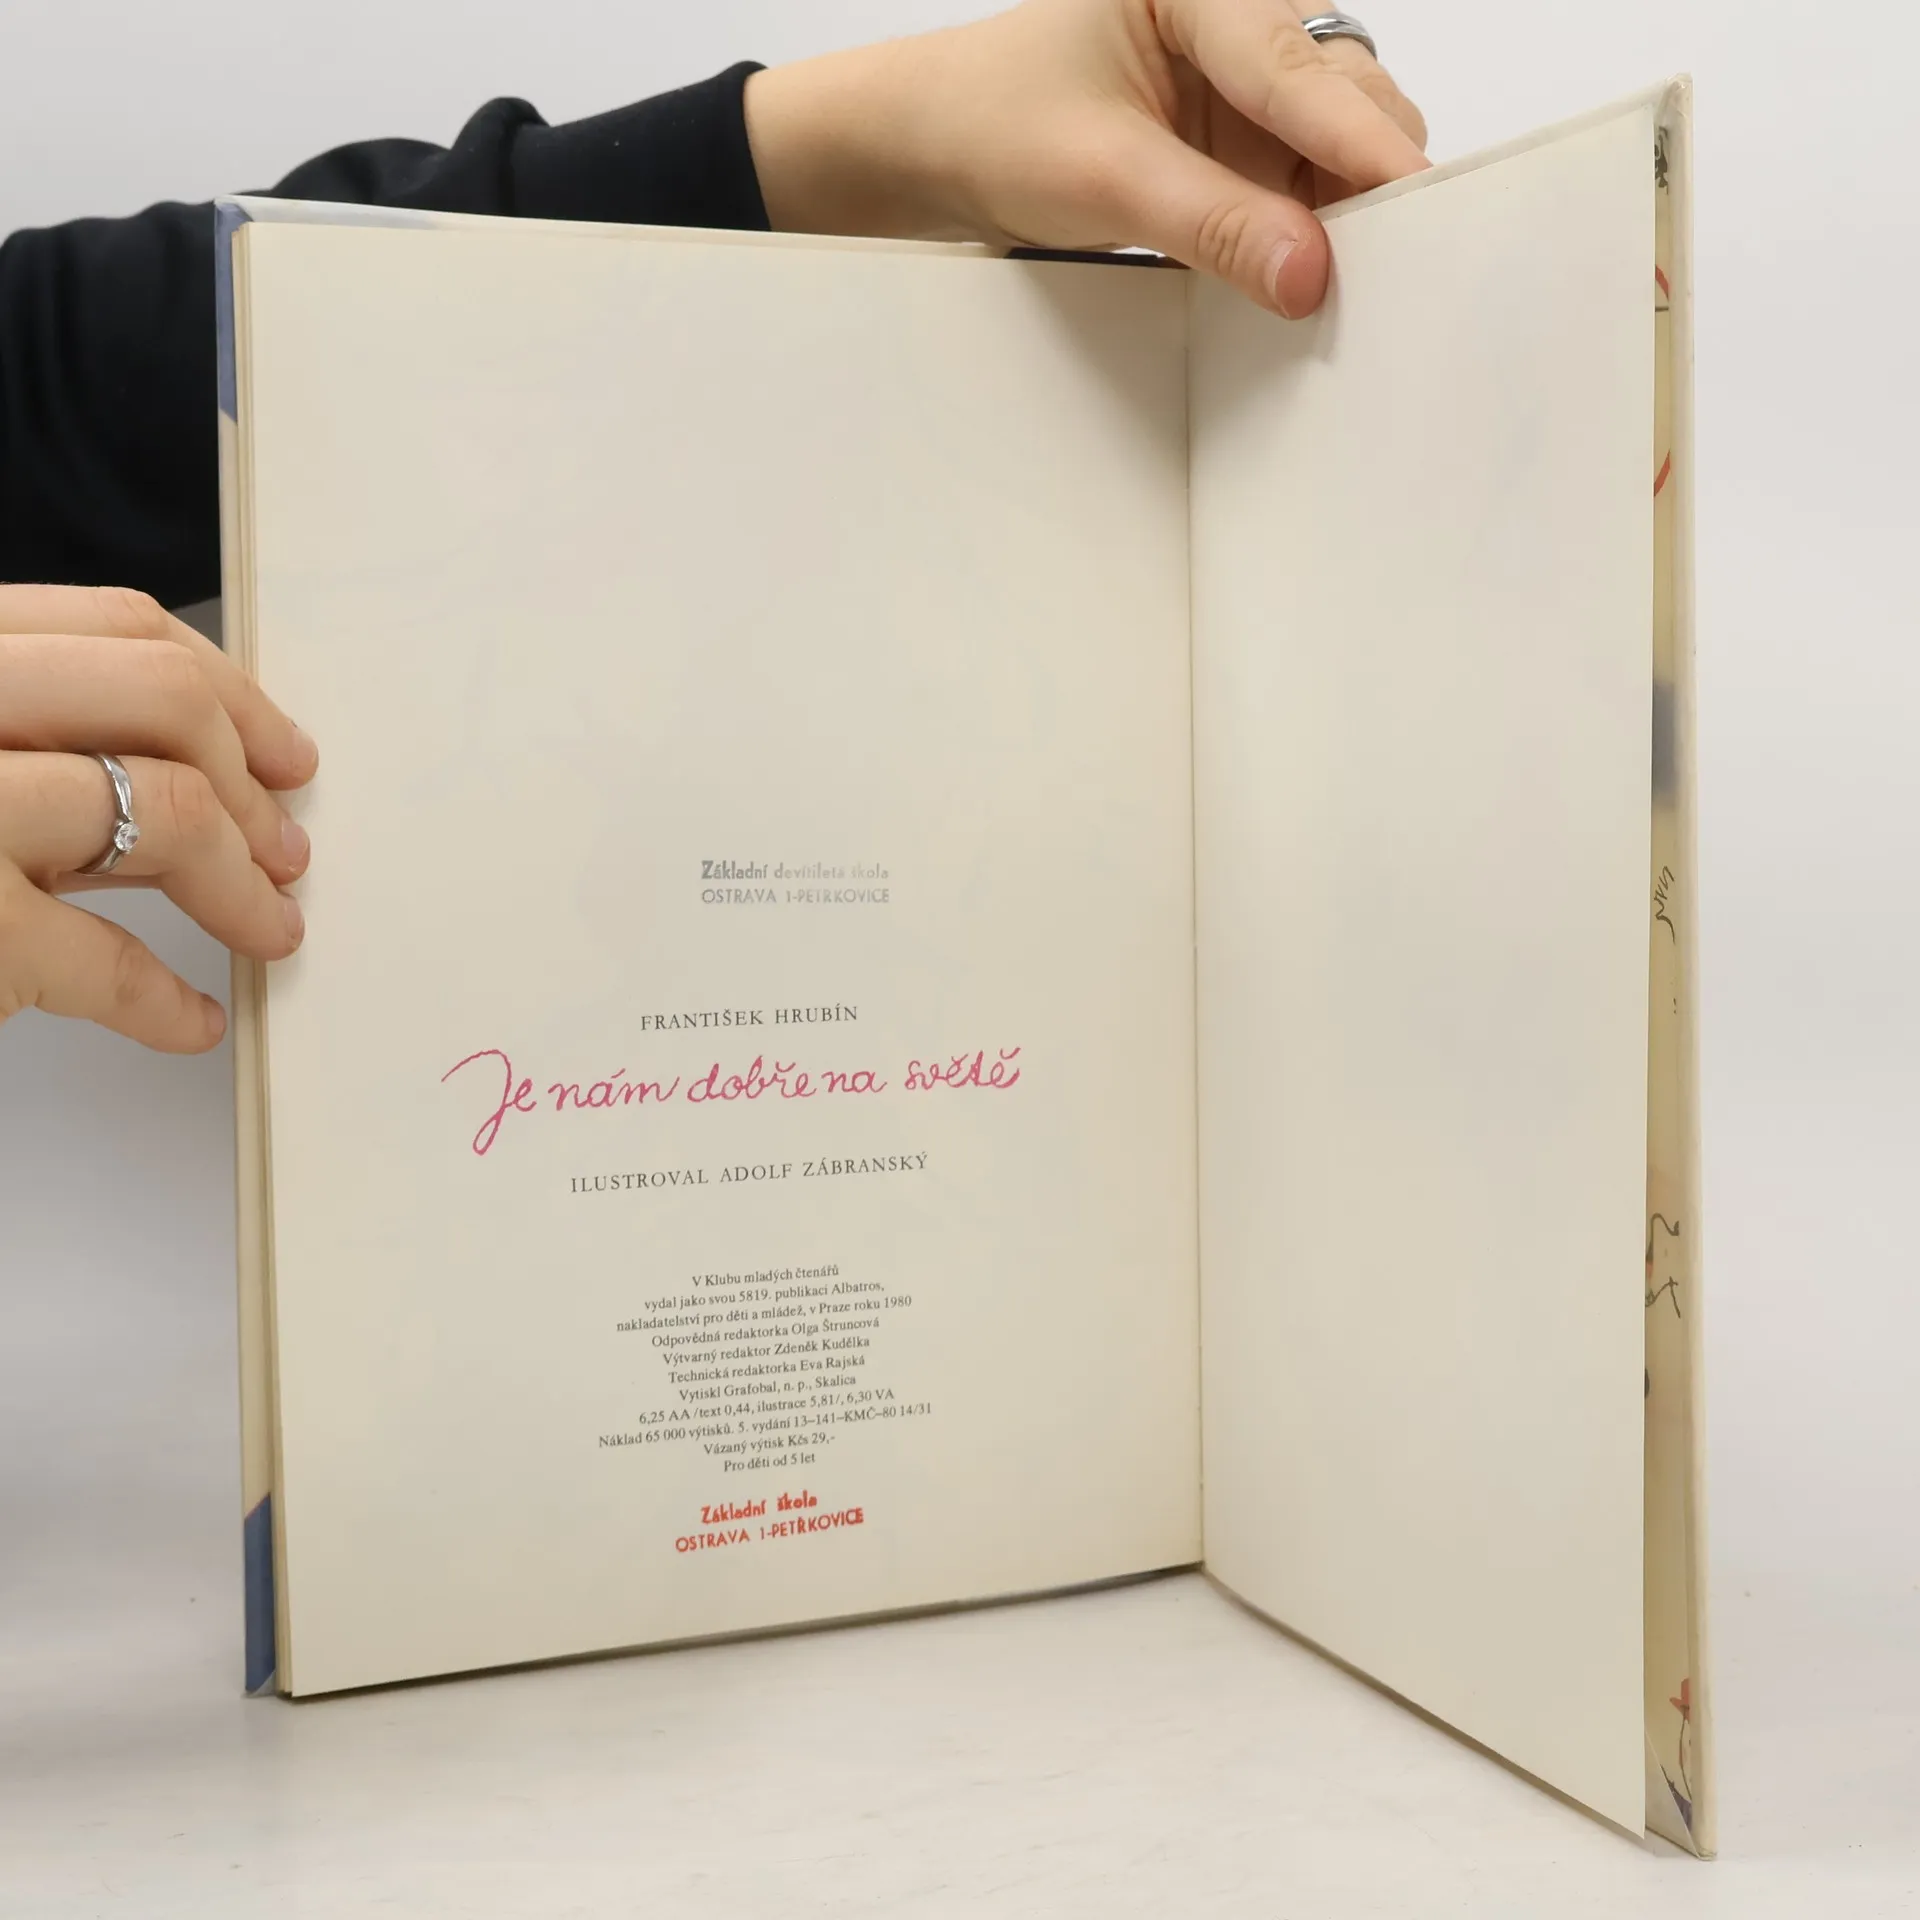 Základní devítiletá škola
OSTRAVA 1-PETŘKOVICE
FRANTIŠEK HRUBÍN
Je nám dobře na světě
ILUSTROVAL ADOLF ZÁBRANSKÝ
V Klubu mladých čtenářů
vydal jako svou 5819. publikaci Albatros,
nakladatelství pro děti a mládež, v Praze roku 1980
Odpovědná redaktorka Olga Štruncová
Výtvarný redaktor Zdeněk Kudělka
Technická redaktorka Eva Rajská
Vytiskl Grafobal, n. p., Skalica
6,25 AA /text 0,44, ilustrace 5,81/, 6,30 VA
Náklad 65 000 výtisků. 5. vydání 13–141–KMČ–80 14/31
Vázaný výtisk Kčs 29,-
Pro děti od 5 let
Základní škola
OSTRAVA 1-PETŘKOVICE